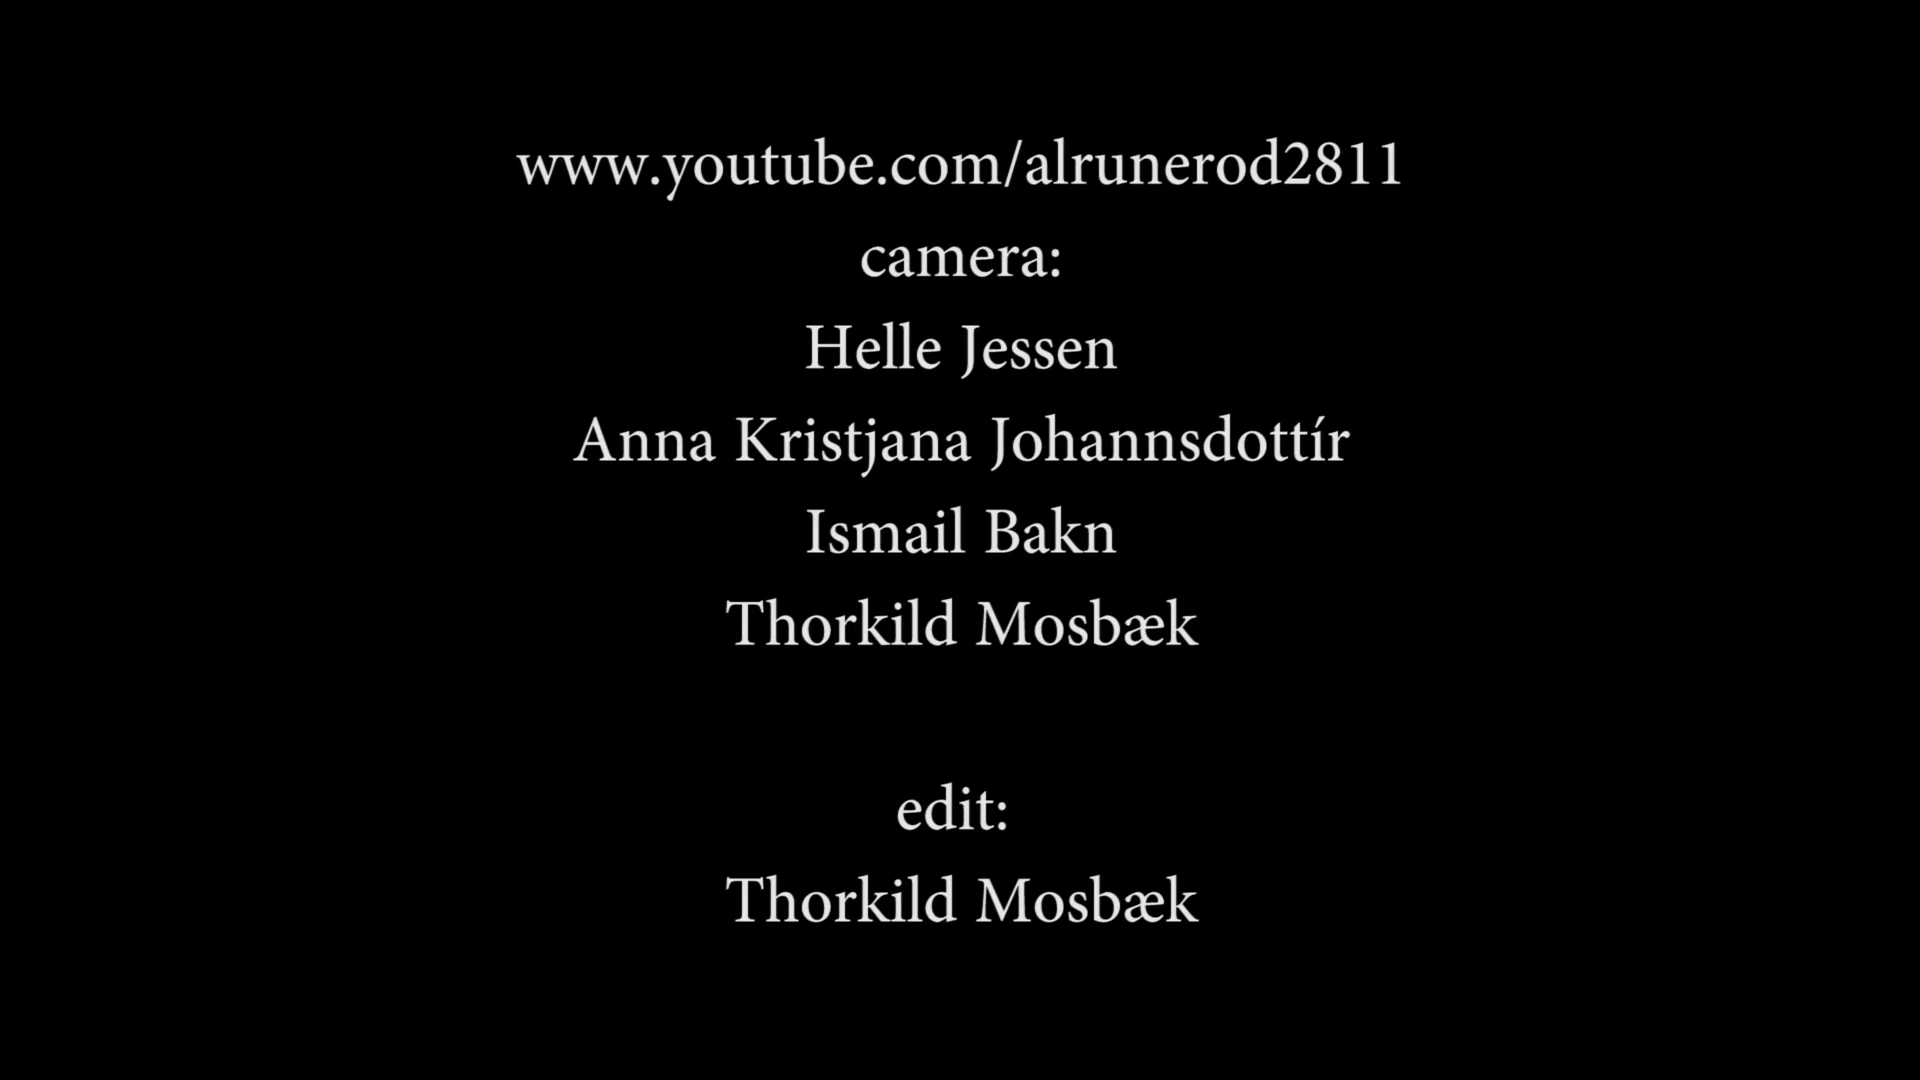 www.youtube.com/alrunerod2811
camera:
Helle Jessen
Anna Kristjana Johannsdottír
Ismail Bakn
Thorkild Mosbæk
edit:
Thorkild Mosbæk